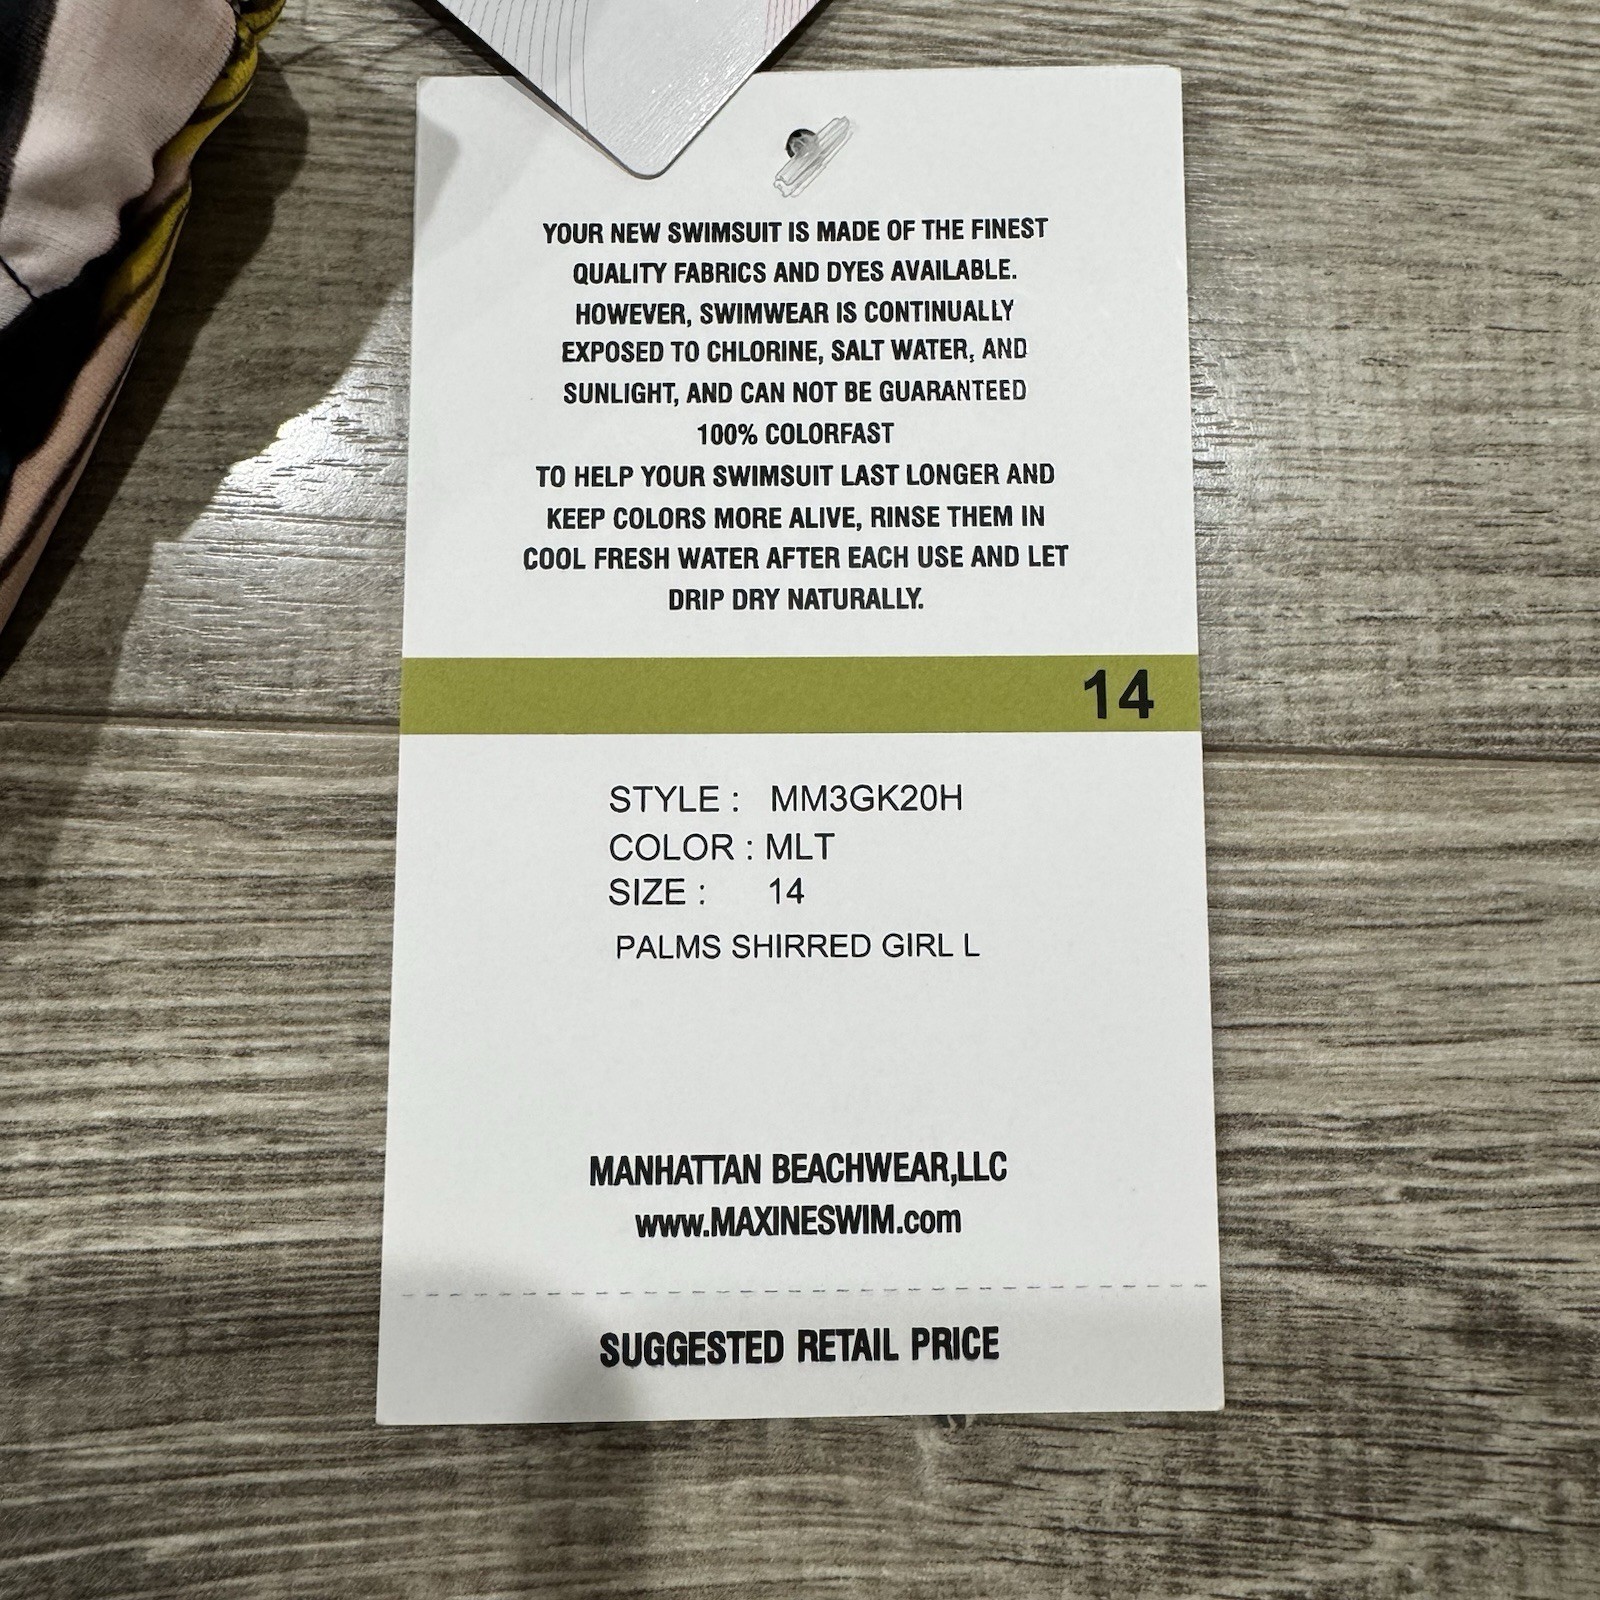 YOUR NEW SWIMSUIT IS MADE OF THE FINEST
QUALITY FABRICS AND DYES AVAILABLE.
HOWEVER, SWIMWEAR IS CONTINUALLY
EXPOSED TO CHLORINE, SALT WATER, AND
SUNLIGHT, AND CAN NOT BE GUARANTEED
100% COLORFAST
TO HELP YOUR SWIMSUIT LAST LONGER AND
KEEP COLORS MORE ALIVE, RINSE THEM IN
COOL FRESH WATER AFTER EACH USE AND LET
DRIP DRY NATURALLY.
14
STYLE : MM3GK20H
COLOR : MLT
SIZE : 14
PALMS SHIRRED GIRL L
MANHATTAN BEACHWEAR,LLC
www.MAXINESWIM.com
SUGGESTED RETAIL PRICE